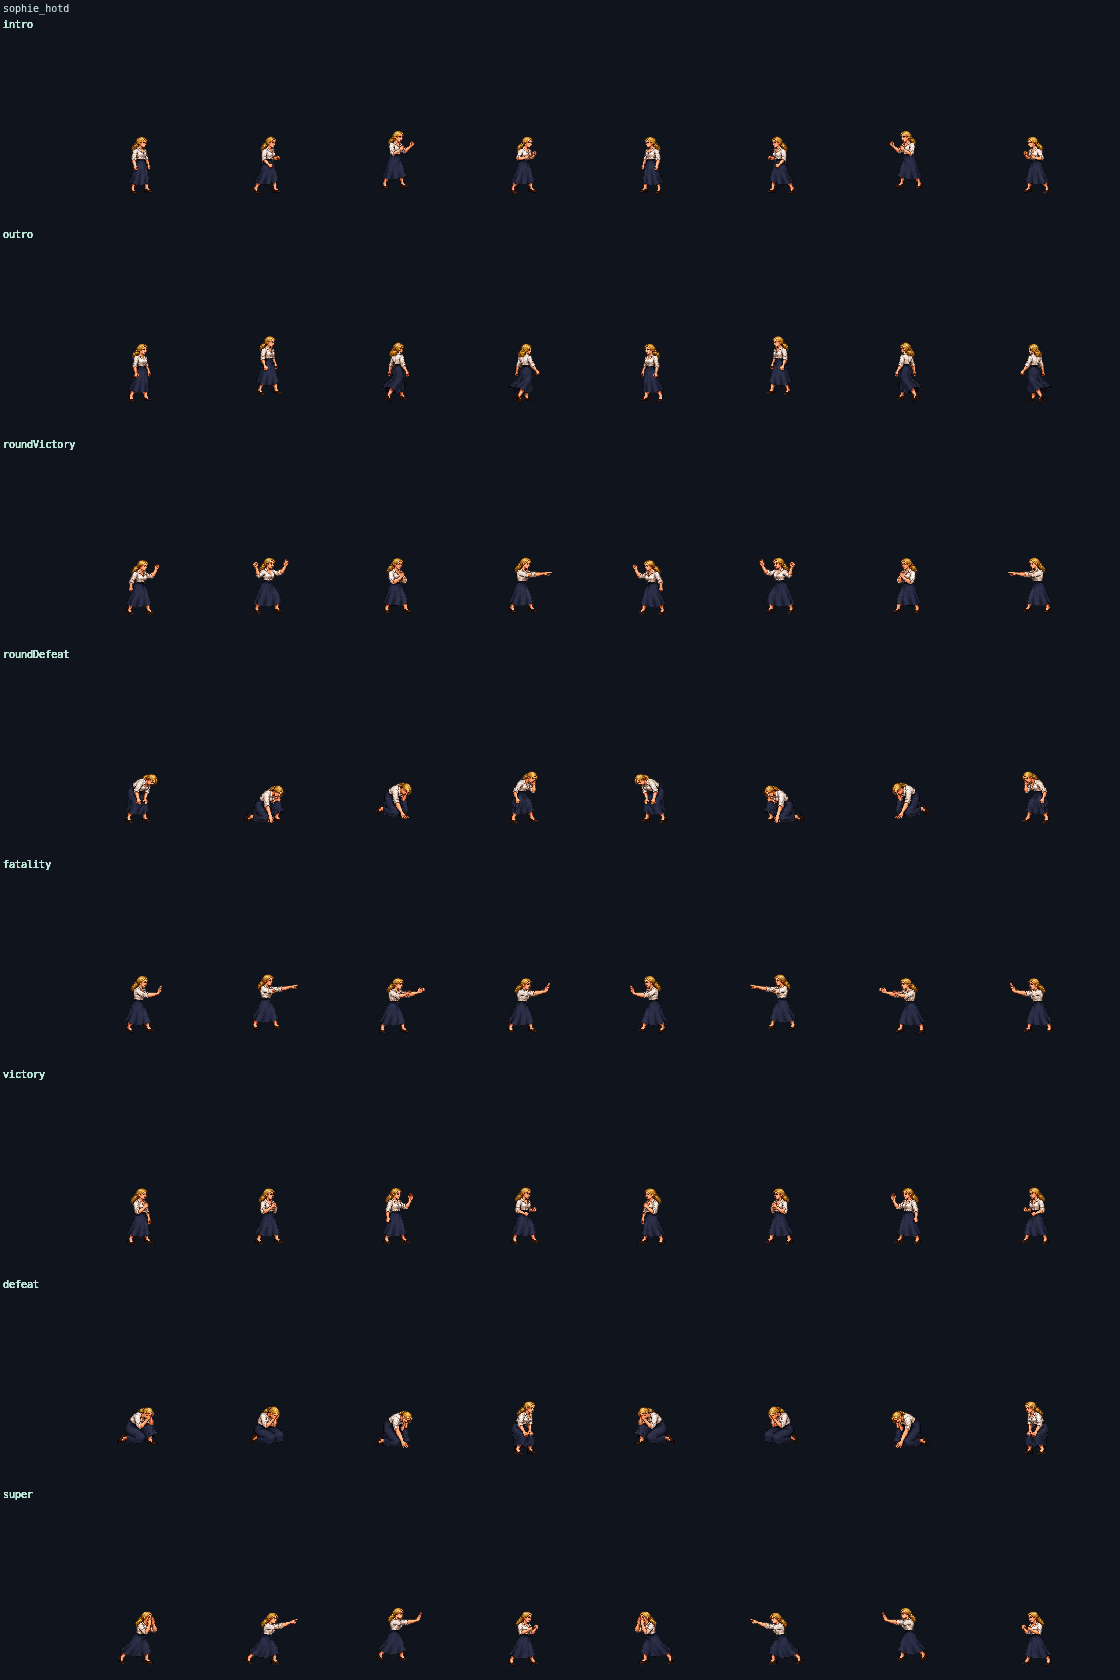 sophie_hotd
intro
outro
roundVictory
roundDefeat
fatality
victory
defeat
super